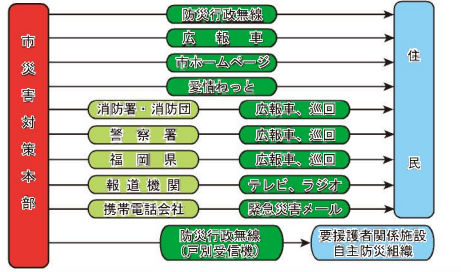 市災害対策本部
防災行政無線
広報車
市ホームページ
愛情ねっと
消防署・消防団
広報車、巡回
警察署
広報車、巡回
福岡県
広報車、巡回
報道機関
テレビ、ラジオ
携帯電話会社
緊急災害メール
防災行政無線
(戸別受信機)
要援護者関係施設
自主防災組織
住民